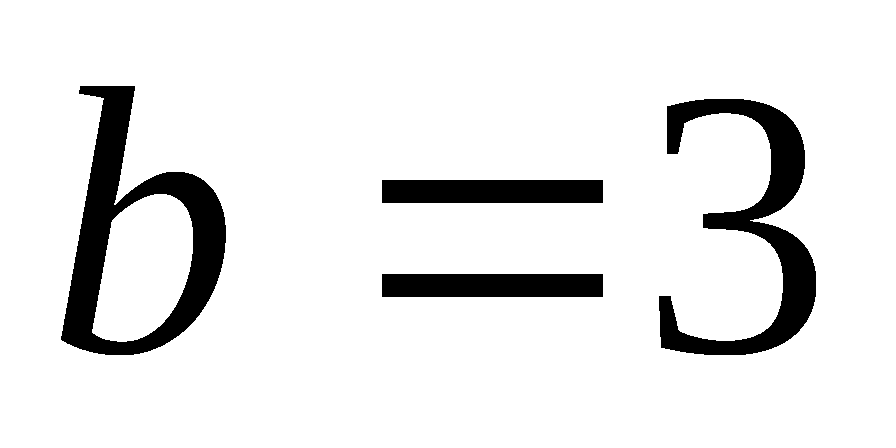 b = 3